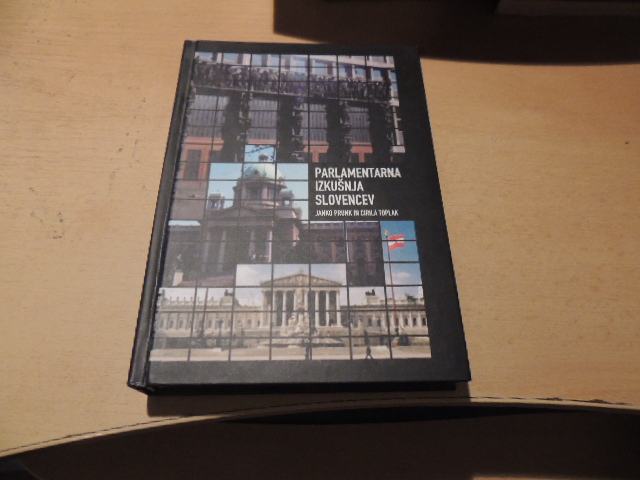 PARLAMENTARNA
IZKUŠNJA
SLOVENCEV
JANKO PRUNK IN CIRILA TOPLAK